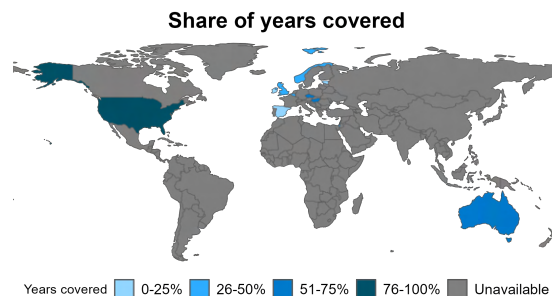 Share of years covered
Years covered 0-25% 26-50% 51-75% 76-100% Unavailable